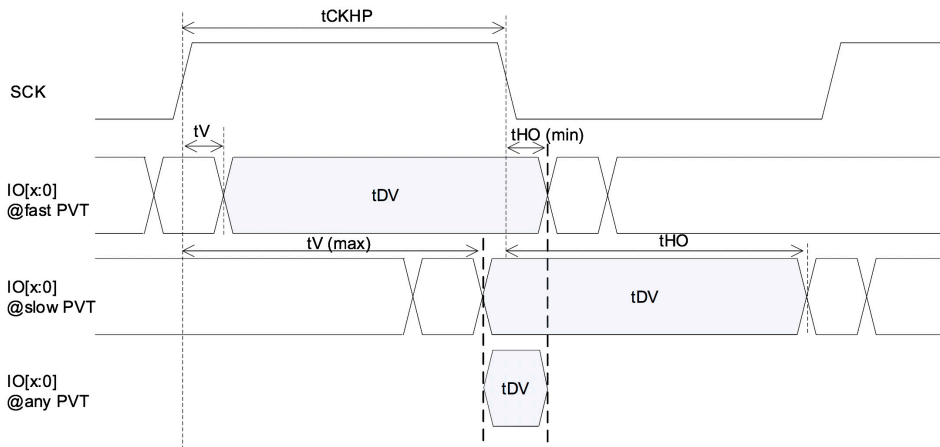 tCKHP
SCK
tV
tHO (min)
IO[x:0]
@fast PVT
tDV
tV (max)
tHO
IO[x:0]
@slow PVT
tDV
IO[x:0]
@any PVT
tDV